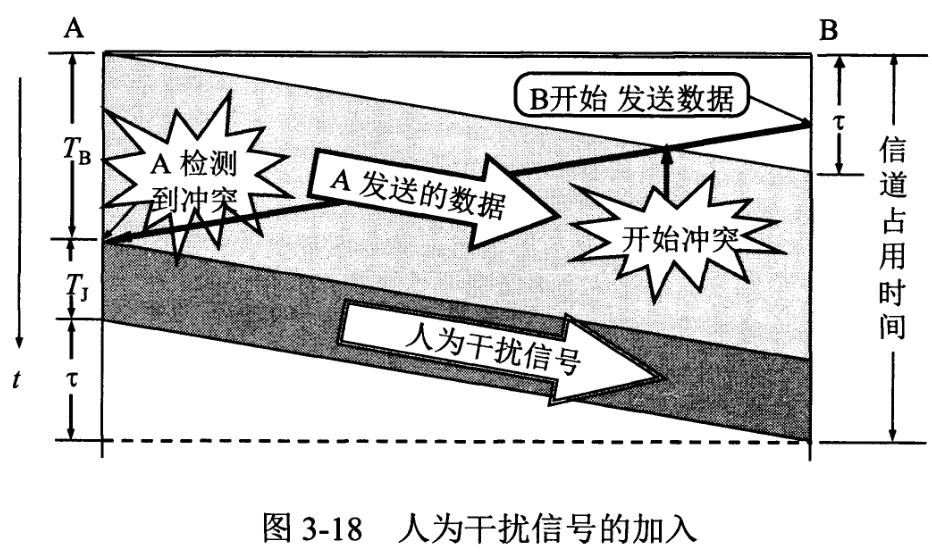 A
B
B开始 发送数据
τ
T_B
A 检测
到冲突
A 发送的数据
开始冲突
信道占用时间
T_J
人为干扰信号
t
τ
图 3-18 人为干扰信号的加入